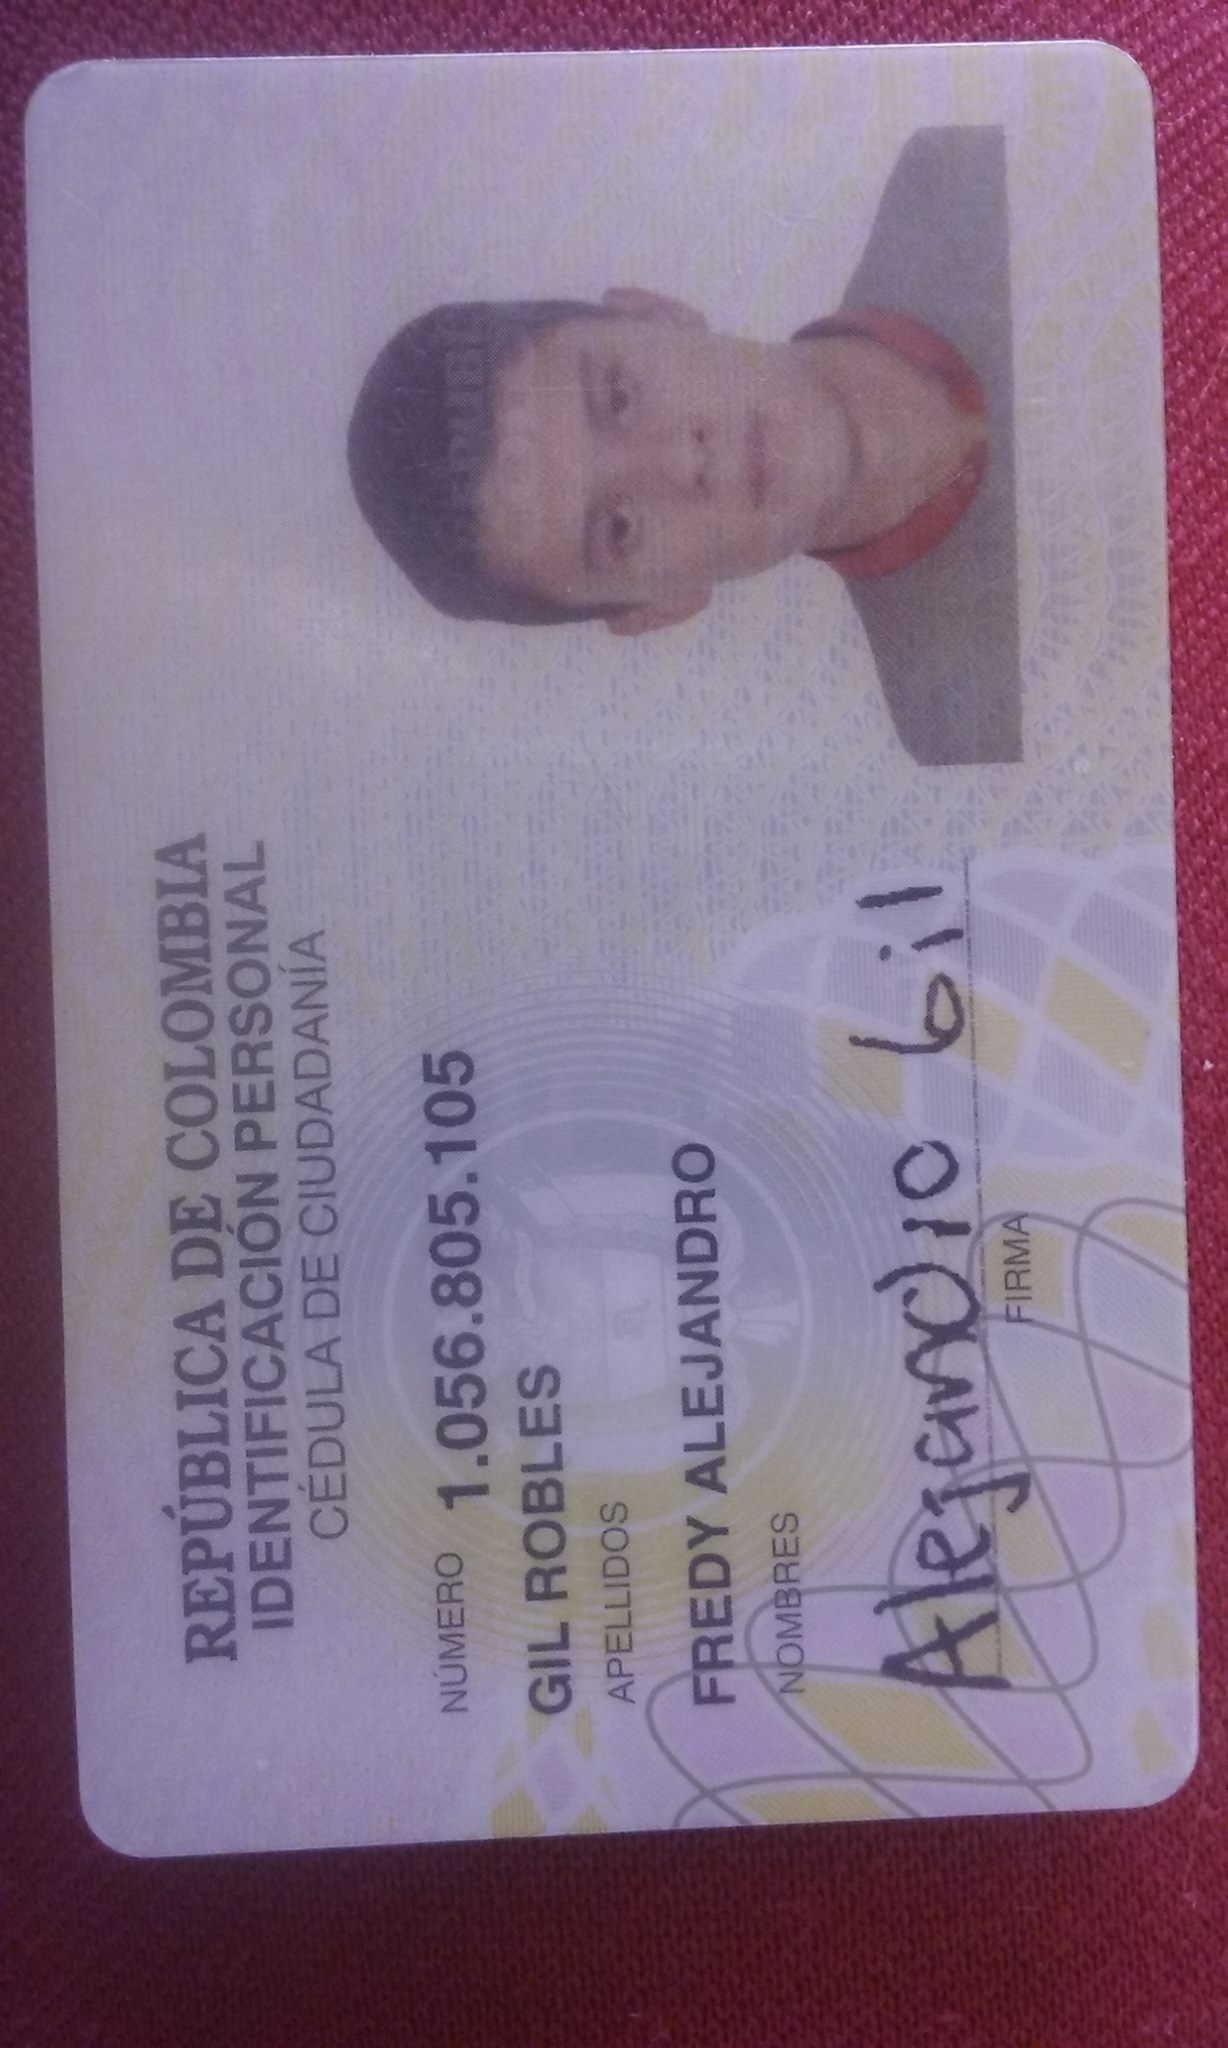 REPÚBLICA DE COLOMBIA
IDENTIFICACIÓN PERSONAL
CÉDULA DE CIUDADANÍA
NÚMERO 1.056.805.105
GIL ROBLES
APELLIDOS
FREDY ALEJANDRO
NOMBRES
Alejandro Gil
FIRMA